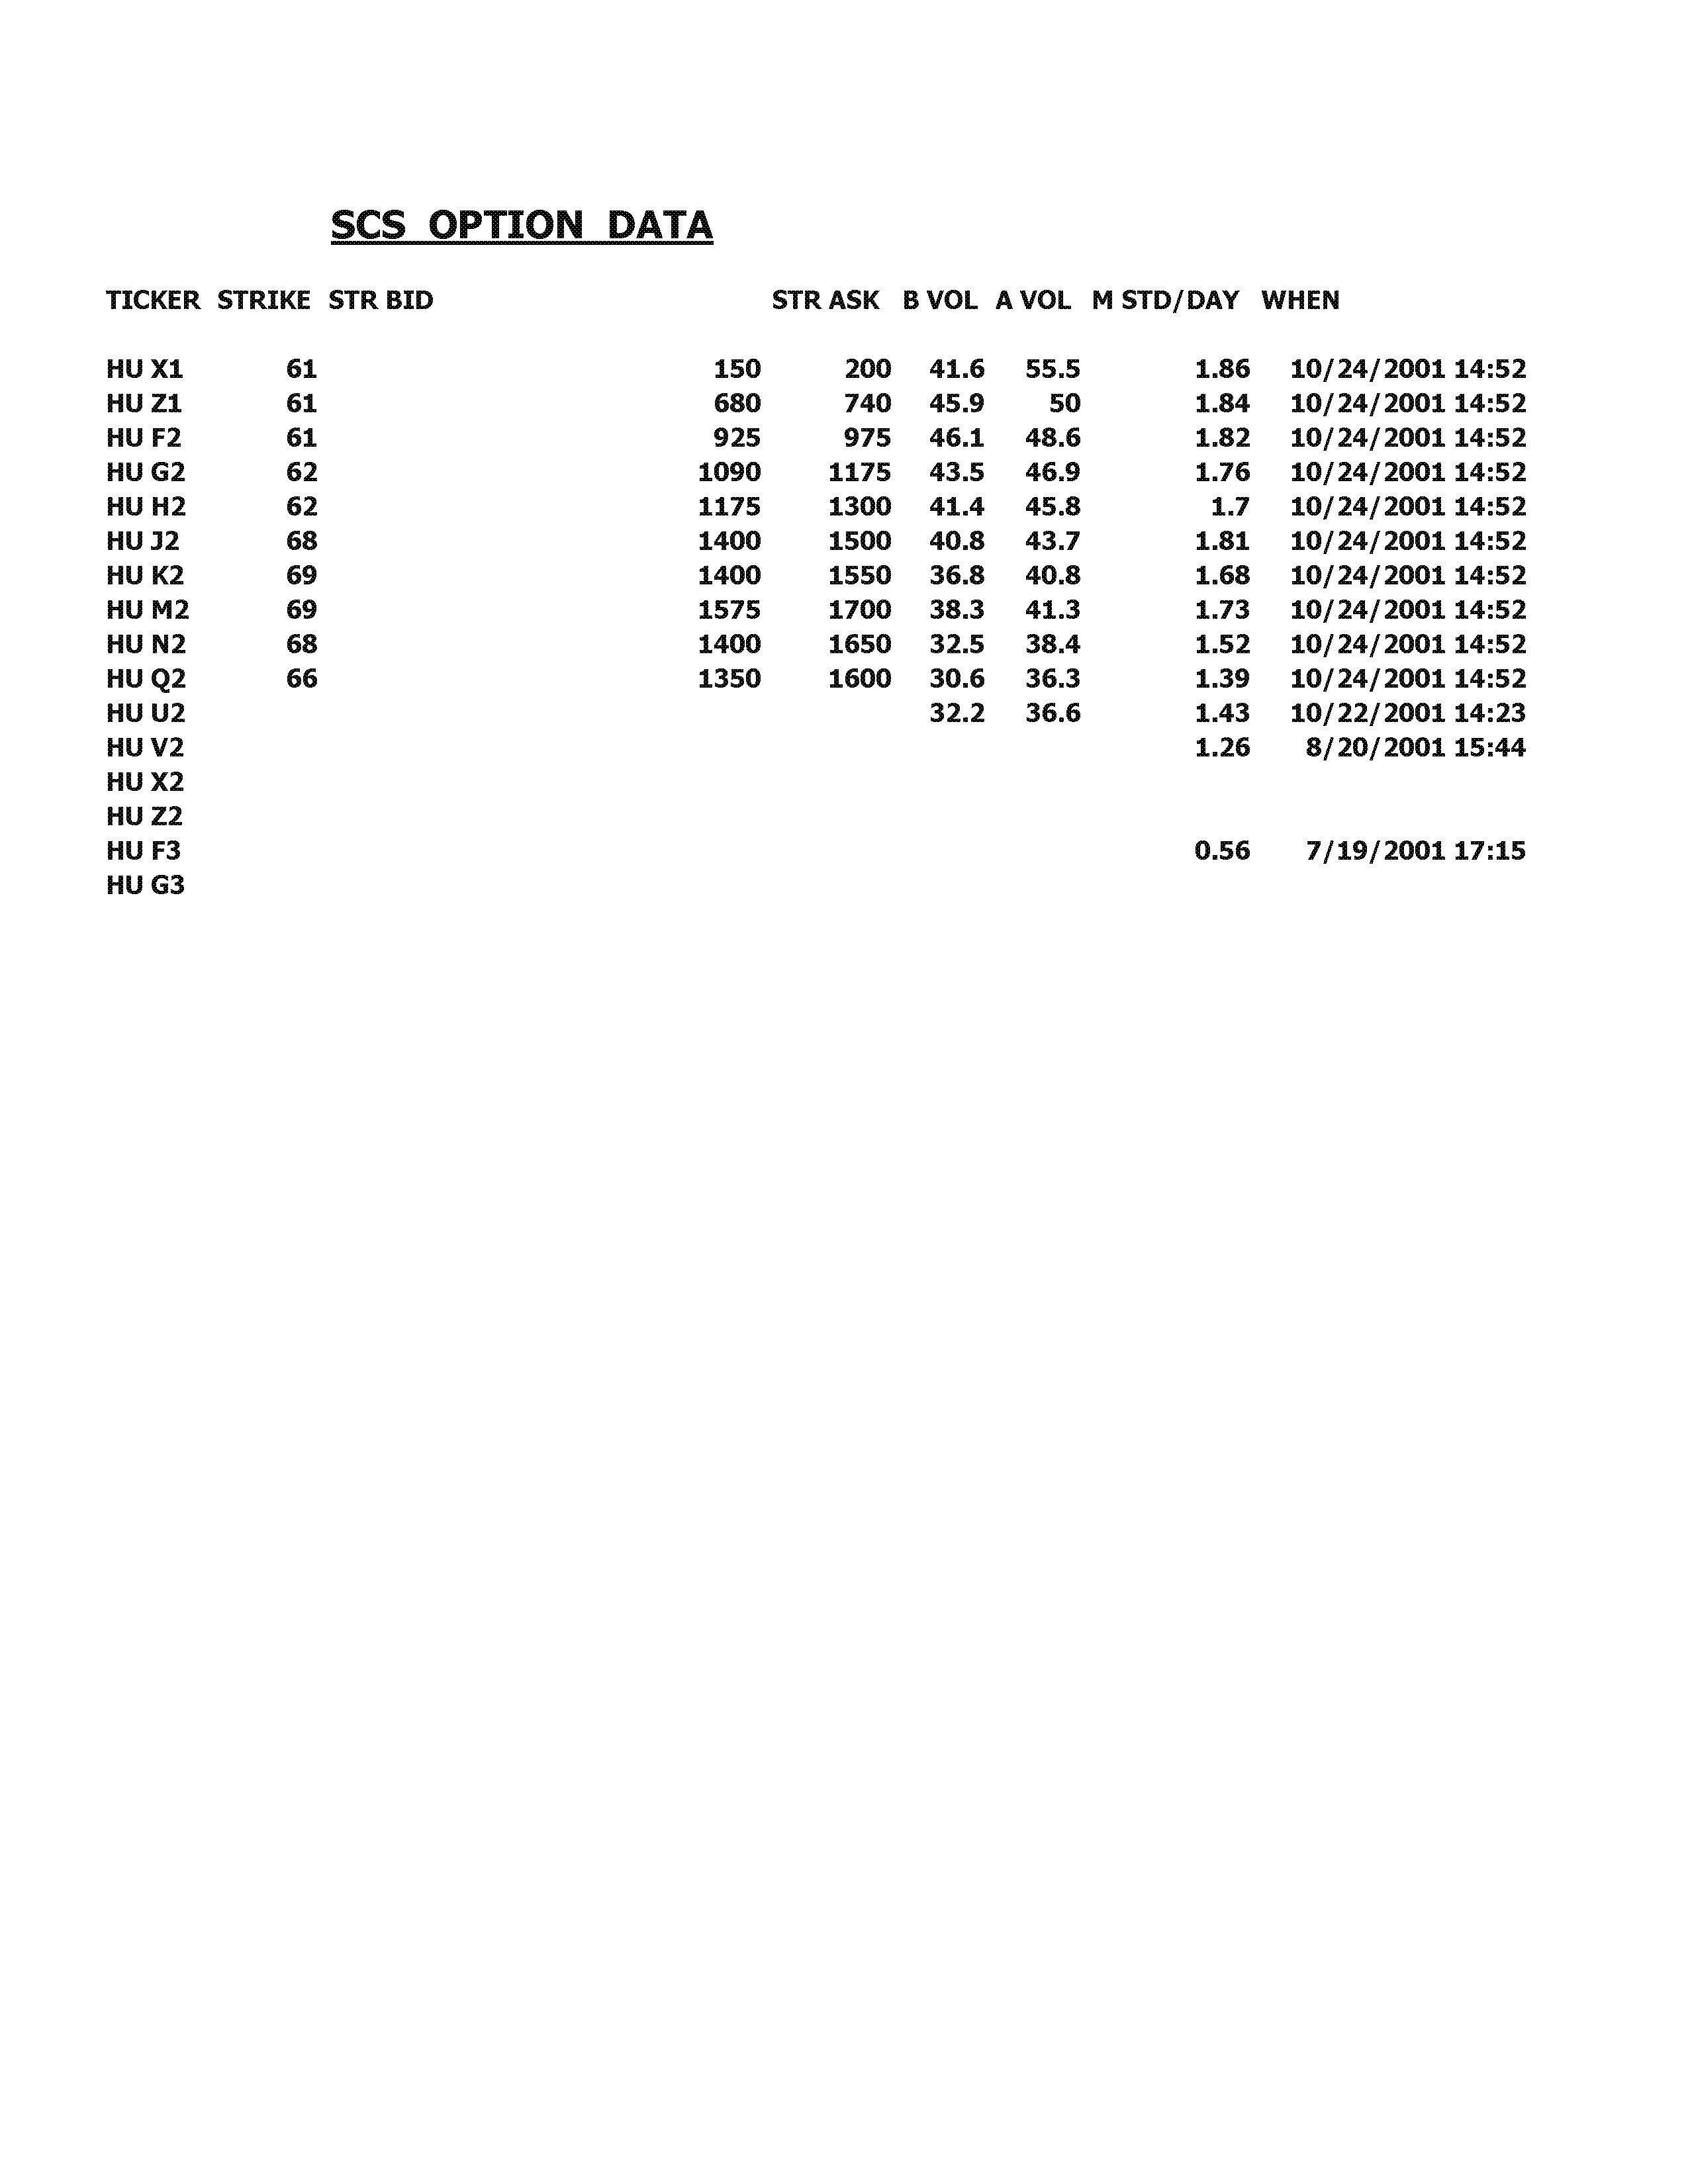 SCS OPTION DATA
TICKER STRIKE STR BID STR ASK B VOL A VOL M STD/DAY WHEN
HU X1 61 150 200 41.6 55.5 1.86 10/24/2001 14:52
HU Z1 61 680 740 45.9 50 1.84 10/24/2001 14:52
HU F2 61 925 975 46.1 48.6 1.82 10/24/2001 14:52
HU G2 62 1090 1175 43.5 46.9 1.76 10/24/2001 14:52
HU H2 62 1175 1300 41.4 45.8 1.7 10/24/2001 14:52
HU J2 68 1400 1500 40.8 43.7 1.81 10/24/2001 14:52
HU K2 69 1400 1550 36.8 40.8 1.68 10/24/2001 14:52
HU M2 69 1575 1700 38.3 41.3 1.73 10/24/2001 14:52
HU N2 68 1400 1650 32.5 38.4 1.52 10/24/2001 14:52
HU Q2 66 1350 1600 30.6 36.3 1.39 10/24/2001 14:52
HU U2 32.2 36.6 1.43 10/22/2001 14:23
HU V2 1.26 8/20/2001 15:44
HU X2
HU Z2
HU F3 0.56 7/19/2001 17:15
HU G3